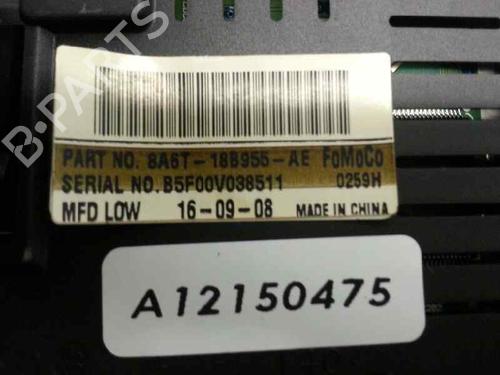 B-PARTS
PART NO. 8A6T-18B955-AE FoMoCo
SERIAL NO.B5F00V038511 0259H
MFD LOW 16-09-08 MADE IN CHINA
A12150475